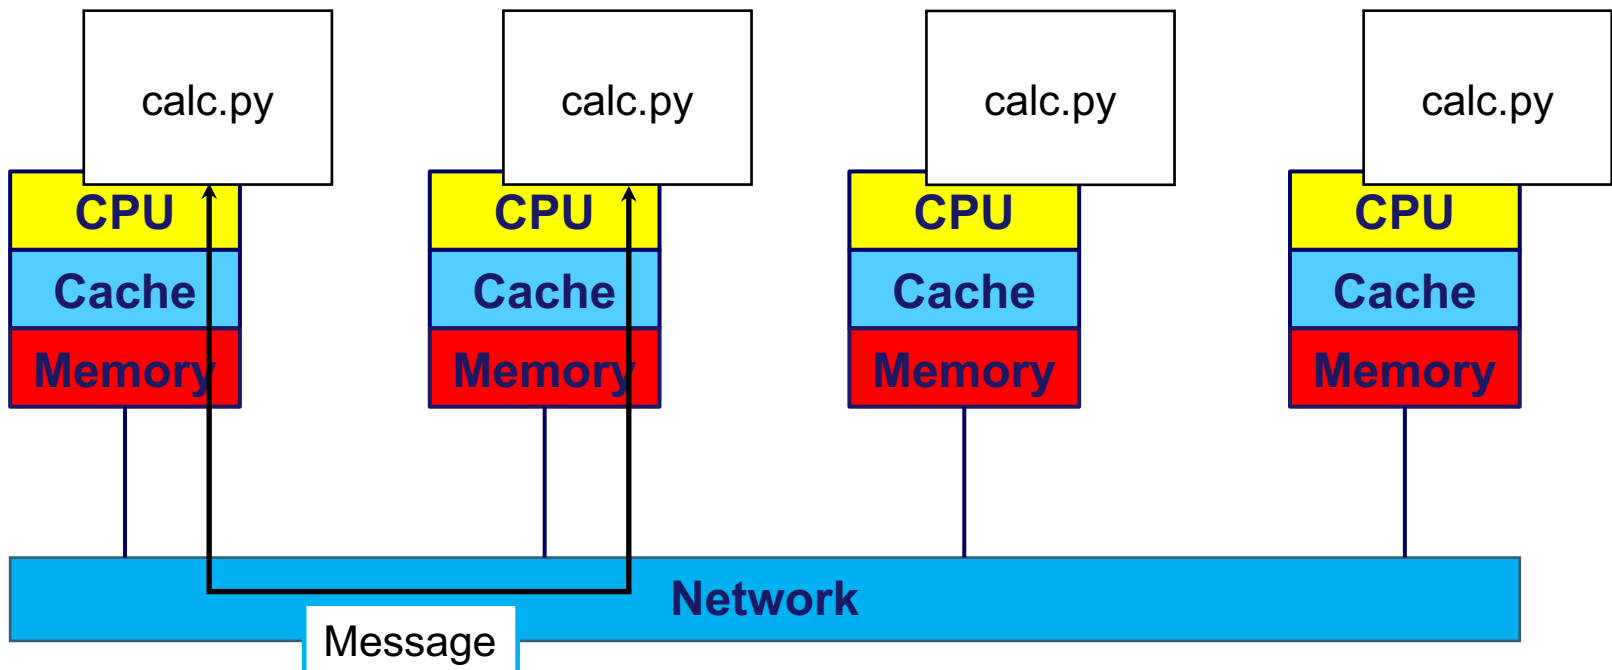 calc.py
calc.py
calc.py
calc.py
CPU
CPU
CPU
CPU
Cache
Cache
Cache
Cache
Memory
Memory
Memory
Memory
Network
Message